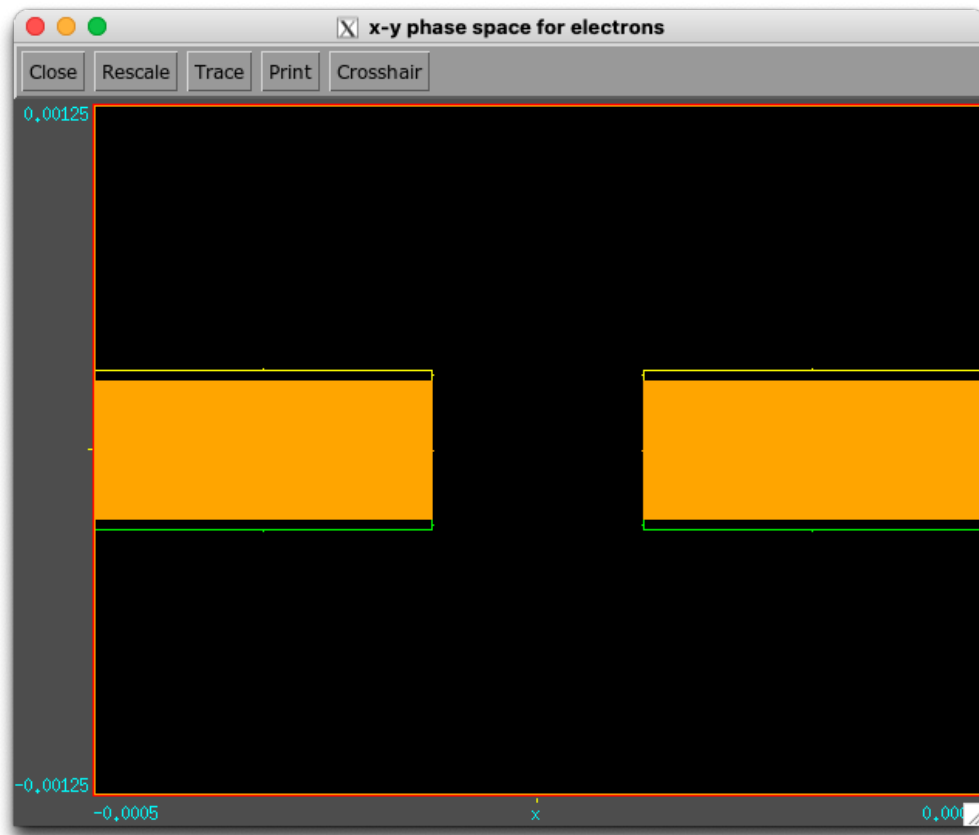 x-y phase space for electrons
Close Rescale Trace Print Crosshair
0.00125
-0.00125
-0.0005 x